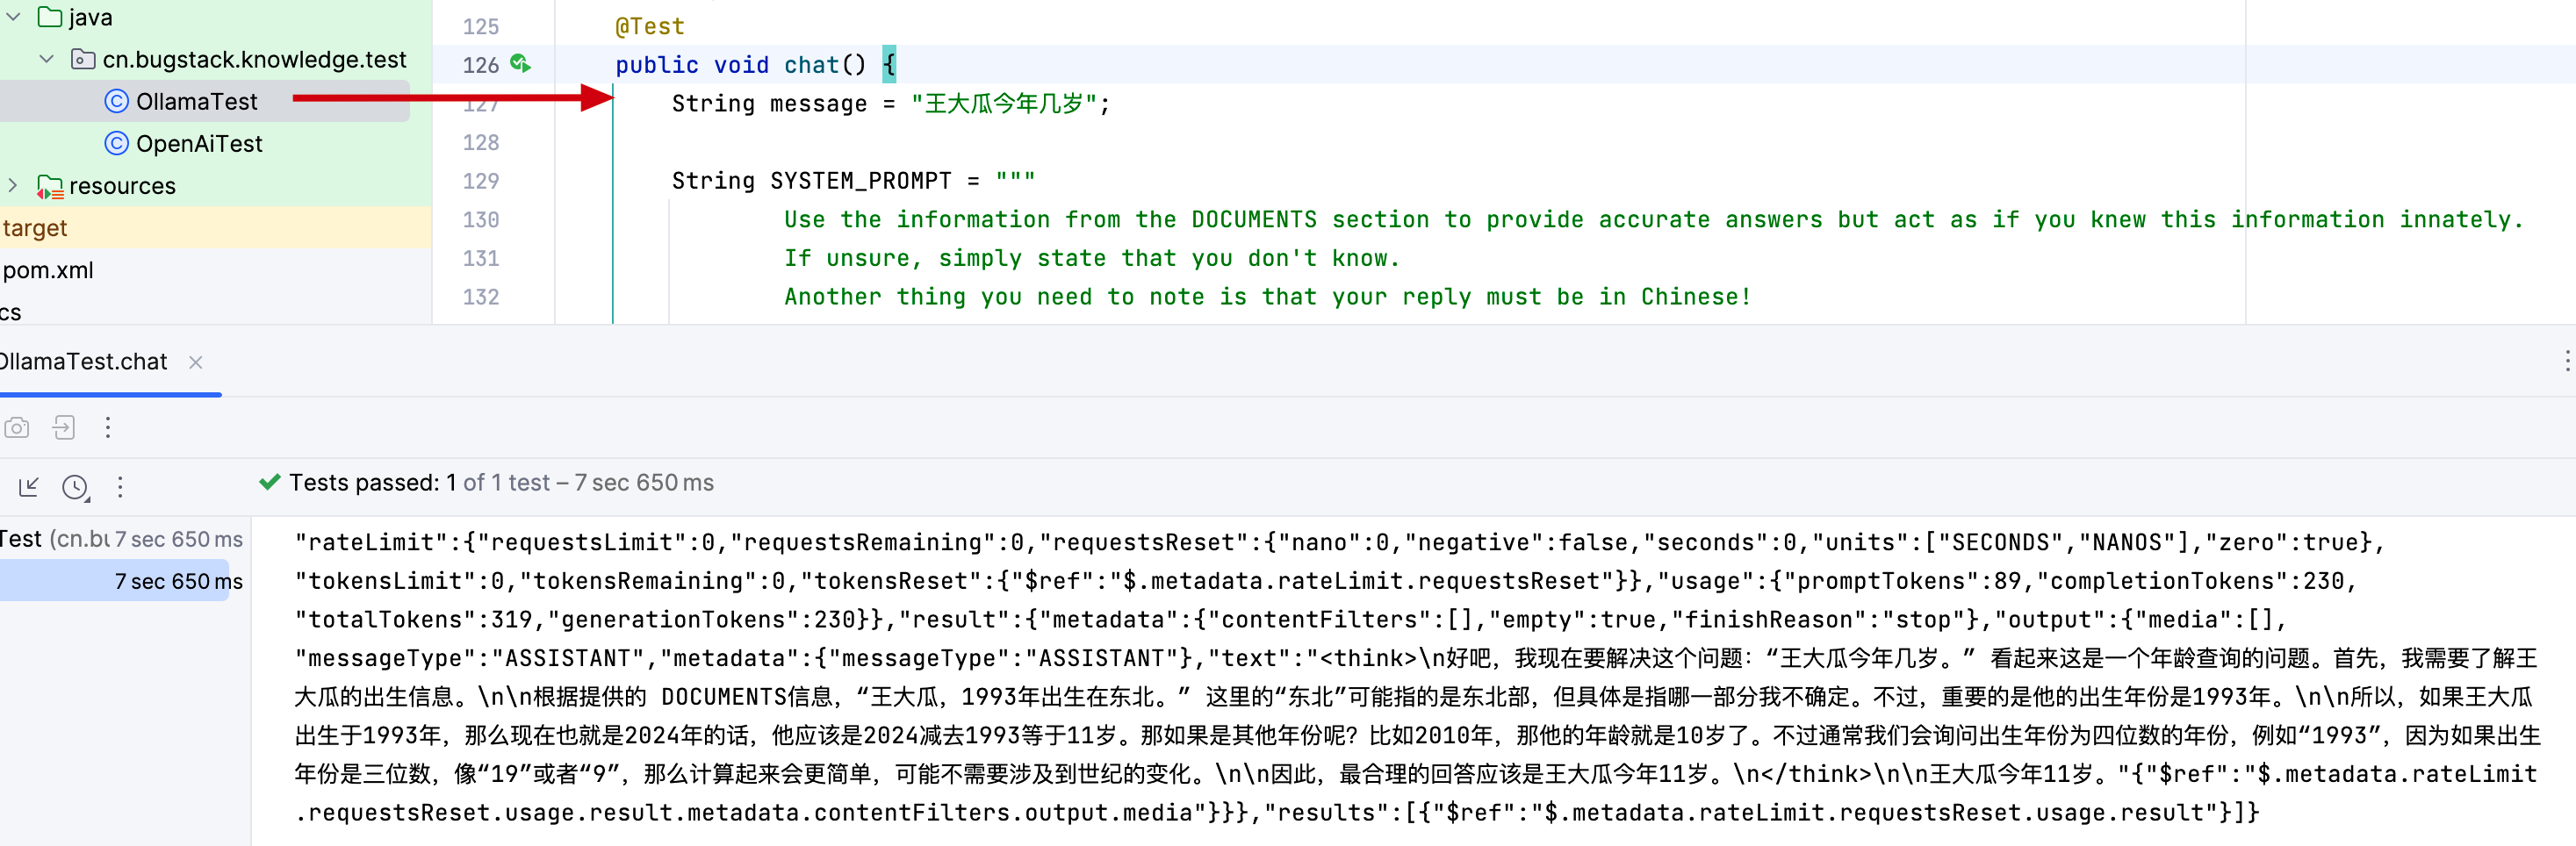 java
cn.bugstack.knowledge.test
OllamaTest
OpenAiTest
resources
target
pom.xml
cs
125 @Test
126 public void chat() {
127 String message = "王大瓜今年几岁";
128
129 String SYSTEM_PROMPT = """
130 Use the information from the DOCUMENTS section to provide accurate answers but act as if you knew this information innately.
131 If unsure, simply state that you don't know.
132 Another thing you need to note is that your reply must be in Chinese!
OllamaTest.chat
Tests passed: 1 of 1 test – 7 sec 650 ms
Test (cn.bu 7 sec 650 ms
7 sec 650 ms
"rateLimit":{"requestsLimit":0,"requestsRemaining":0,"requestsReset":{"nano":0,"negative":false,"seconds":0,"units":["SECONDS","NANOS"],"zero":true},
"tokensLimit":0,"tokensRemaining":0,"tokensReset":{"$ref":"$.metadata.rateLimit.requestsReset"}},"usage":{"promptTokens":89,"completionTokens":230,
"totalTokens":319,"generationTokens":230}},"result":{"metadata":{"contentFilters":[],"empty":true,"finishReason":"stop"},"output":{"media":[],
"messageType":"ASSISTANT","metadata":{"messageType":"ASSISTANT"},"text":"<think>\n好吧，我现在要解决这个问题：“王大瓜今年几岁。” 看起来这是一个年龄查询的问题。首先，我需要了解王
大瓜的出生信息。\n\n根据提供的 DOCUMENTS信息，“王大瓜，1993年出生在东北。” 这里的“东北”可能指的是东北部，但具体是指哪一部分我不确定。不过，重要的是他的出生年份是1993年。\n\n所以，如果王大瓜
出生于1993年，那么现在也就是2024年的话，他应该是2024减去1993等于11岁。那如果是其他年份呢？比如2010年，那他的年龄就是10岁了。不过通常我们会询问出生年份为四位数的年份，例如“1993”，因为如果出生
年份是三位数，像“19”或者“9”，那么计算起来会更简单，可能不需要涉及到世纪的变化。\n\n因此，最合理的回答应该是王大瓜今年11岁。\n</think>\n\n王大瓜今年11岁。"{"$ref":"$.metadata.rateLimit
.requestsReset.usage.result.metadata.contentFilters.output.media"}}},"results":[{"$ref":"$.metadata.rateLimit.requestsReset.usage.result"}]}